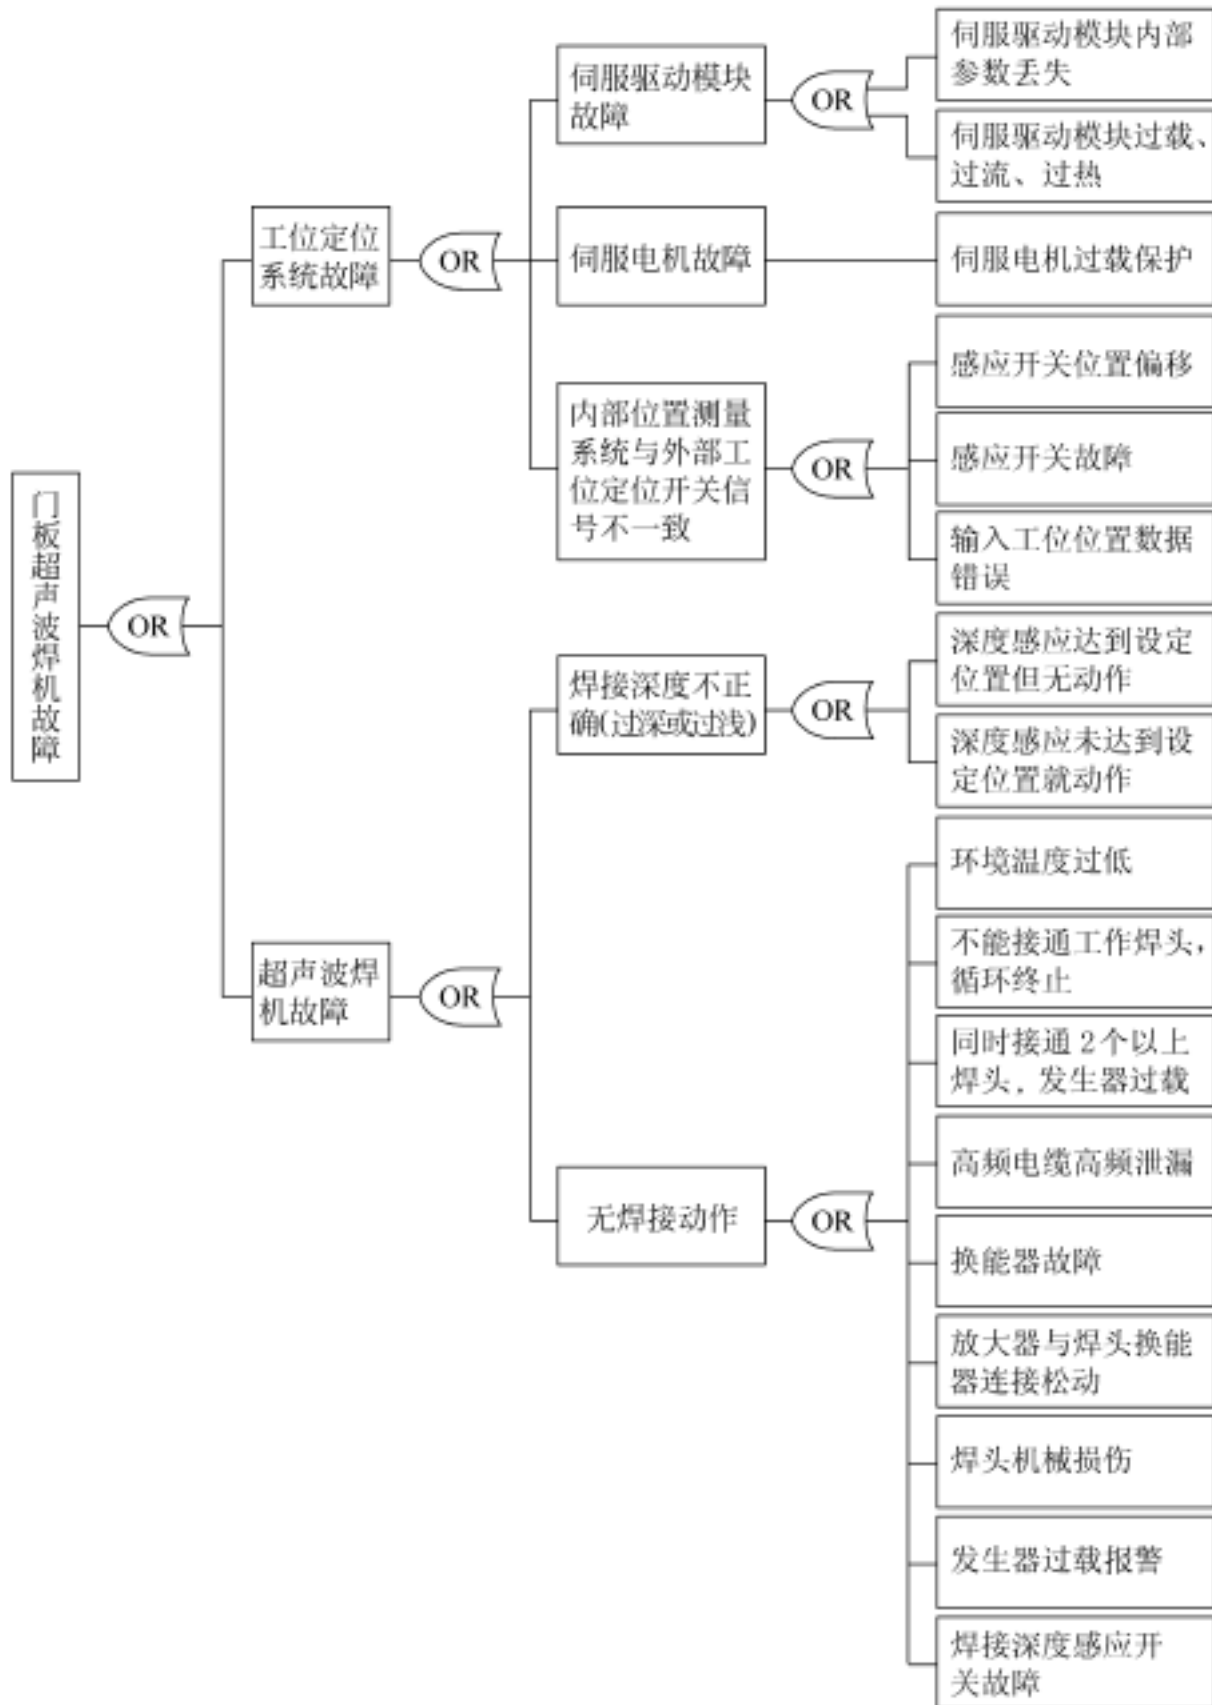 门板超声波焊机故障
OR
工位定位
系统故障
OR
伺服驱动模块
故障
OR
伺服驱动模块内部
参数丢失
伺服驱动模块过载、
过流、过热
伺服电机故障
伺服电机过载保护
内部位置测量
系统与外部工
位定位开关信
号不一致
OR
感应开关位置偏移
感应开关故障
输入工位位置数据
错误
超声波焊
机故障
OR
焊接深度不正
确(过深或过浅)
OR
深度感应达到设定
位置但无动作
深度感应未达到设
定位置就动作
无焊接动作
OR
环境温度过低
不能接通工作焊头，
循环终止
同时接通2个以上
焊头，发生器过载
高频电缆高频泄漏
换能器故障
放大器与焊头换能
器连接松动
焊头机械损伤
发生器过载报警
焊接深度感应开
关故障